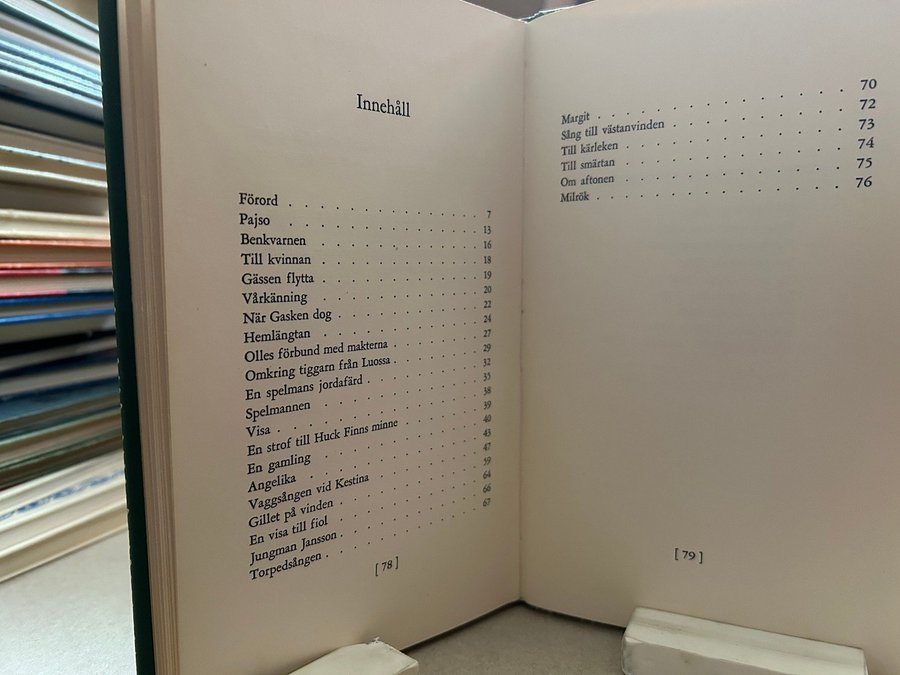 Innehåll
Förord . . . . . . . . . . . . . . 7
Pajso . . . . . . . . . . . . . . 13
Benkvarnen . . . . . . . . . . . . 16
Till kvinnan . . . . . . . . . . . . 18
Gässen flytta . . . . . . . . . . . . 19
Vårkänning . . . . . . . . . . . . 20
När Gasken dog . . . . . . . . . . . 22
Hemlängtan . . . . . . . . . . . . 24
Olles förbund med makterna . . . . . . . 27
Omkring tiggarn från Luossa . . . . . . . 29
En spelmans jordafärd . . . . . . . . . 32
Spelmannen . . . . . . . . . . . . 35
Visa . . . . . . . . . . . . . . 38
En strof till Huck Finns minne . . . . . . 39
En gamling . . . . . . . . . . . . 40
Angelika . . . . . . . . . . . . . 43
Vaggsången vid Kestina . . . . . . . . 47
Gillet på vinden . . . . . . . . . . 59
En visa till fiol . . . . . . . . . . . 64
Jungman Jansson . . . . . . . . . . . 66
Torpedsången . . . . . . . . . . . . 67
[ 78 ]
Margit . . . . . . . . . . . . . 70
Sång till västanvinden . . . . . . . . 72
Till kärleken . . . . . . . . . . . 73
Till smärtan . . . . . . . . . . . 74
Om aftonen . . . . . . . . . . . 75
Milrök . . . . . . . . . . . . . 76
[ 79 ]